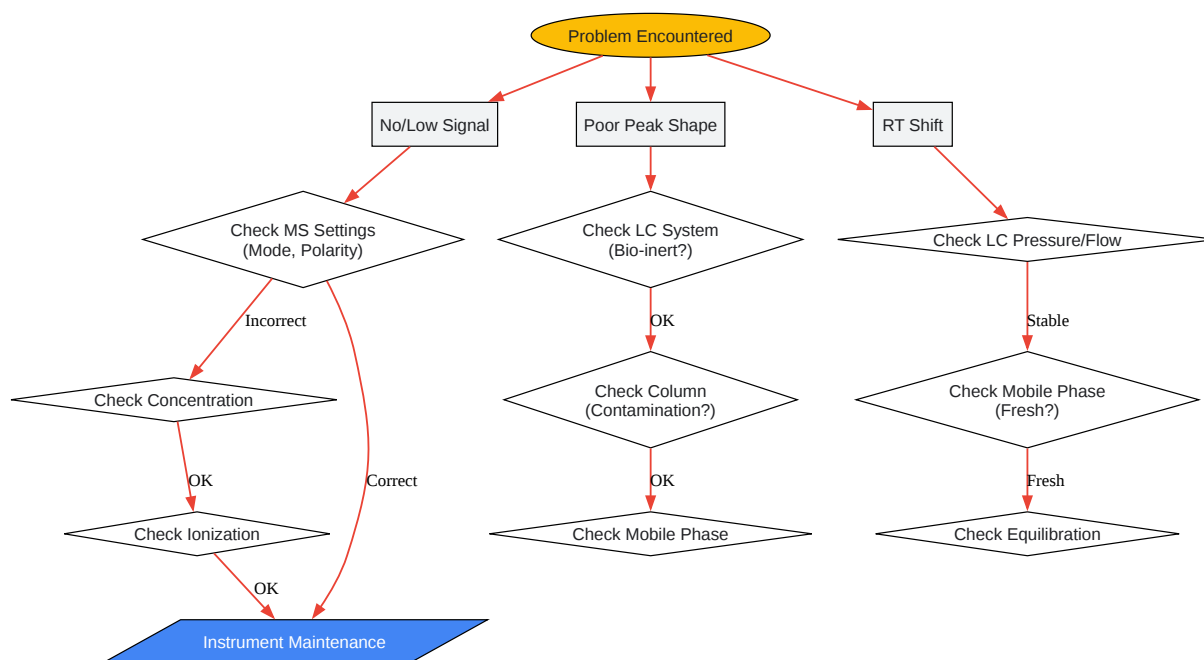 Problem Encountered
No/Low Signal
Poor Peak Shape
RT Shift
Check MS Settings
(Mode, Polarity)
Check LC System
(Bio-inert?)
Check LC Pressure/Flow
Incorrect
OK
Stable
Check Concentration
Check Column
(Contamination?)
Check Mobile Phase
(Fresh?)
OK
Correct
OK
Fresh
Check Ionization
Check Mobile Phase
Check Equilibration
OK
Instrument Maintenance